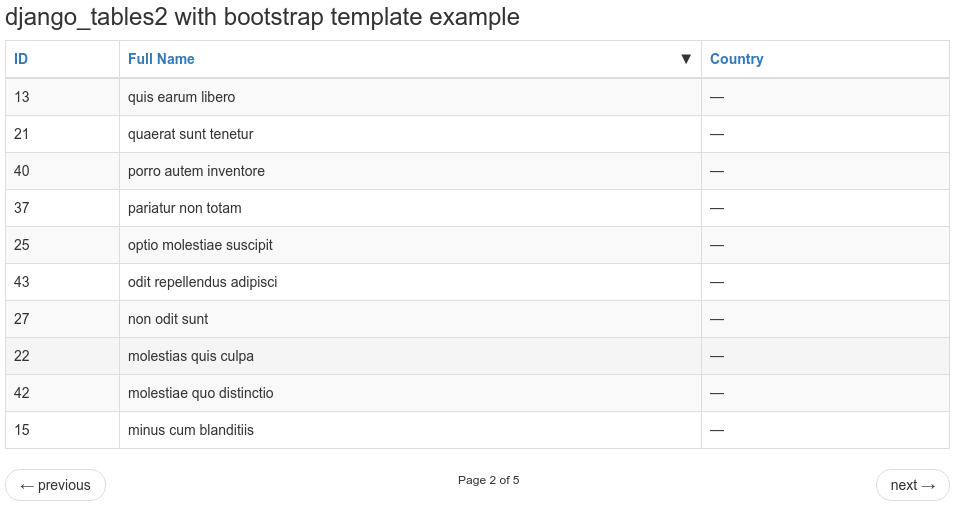 django_tables2 with bootstrap template example
ID Full Name ▼ Country
13 quis earum libero —
21 quaerat sunt tenetur —
40 porro autem inventore —
37 pariatur non totam —
25 optio molestiae suscipit —
43 odit repellendus adipisci —
27 non odit sunt —
22 molestias quis culpa —
42 molestiae quo distinctio —
15 minus cum blanditiis —
← previous Page 2 of 5 next →